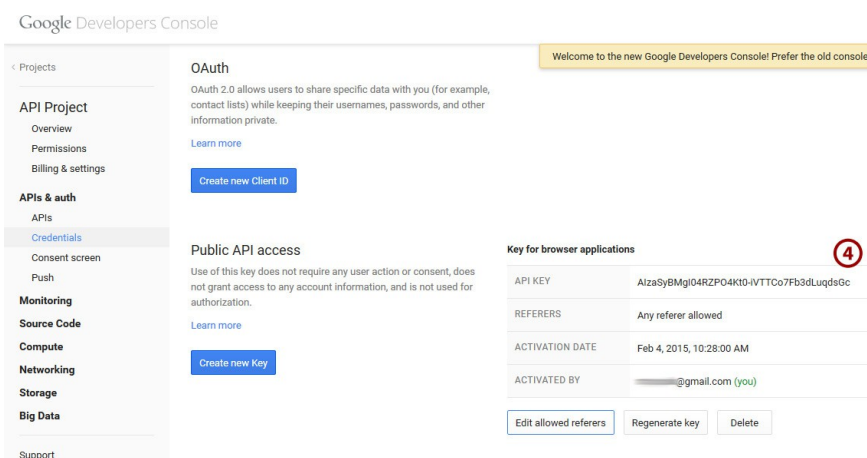 Google Developers Console
Welcome to the new Google Developers Console! Prefer the old console
< Projects
API Project
Overview
Permissions
Billing & settings
APIs & auth
APIs
Credentials
Consent screen
Push
Monitoring
Source Code
Compute
Networking
Storage
Big Data
Support
OAuth
OAuth 2.0 allows users to share specific data with you (for example,
contact lists) while keeping their usernames, passwords, and other
information private.
Learn more
Create new Client ID
Public API access
Use of this key does not require any user action or consent, does
not grant access to any account information, and is not used for
authorization.
Learn more
Create new Key
Key for browser applications
4
API KEY AIzaSyBMgI04RZPO4Kt0-iVTTCo7Fb3dLuqdsGc
REFERERS Any referer allowed
ACTIVATION DATE Feb 4, 2015, 10:28:00 AM
ACTIVATED BY @gmail.com (you)
Edit allowed referers Regenerate key Delete